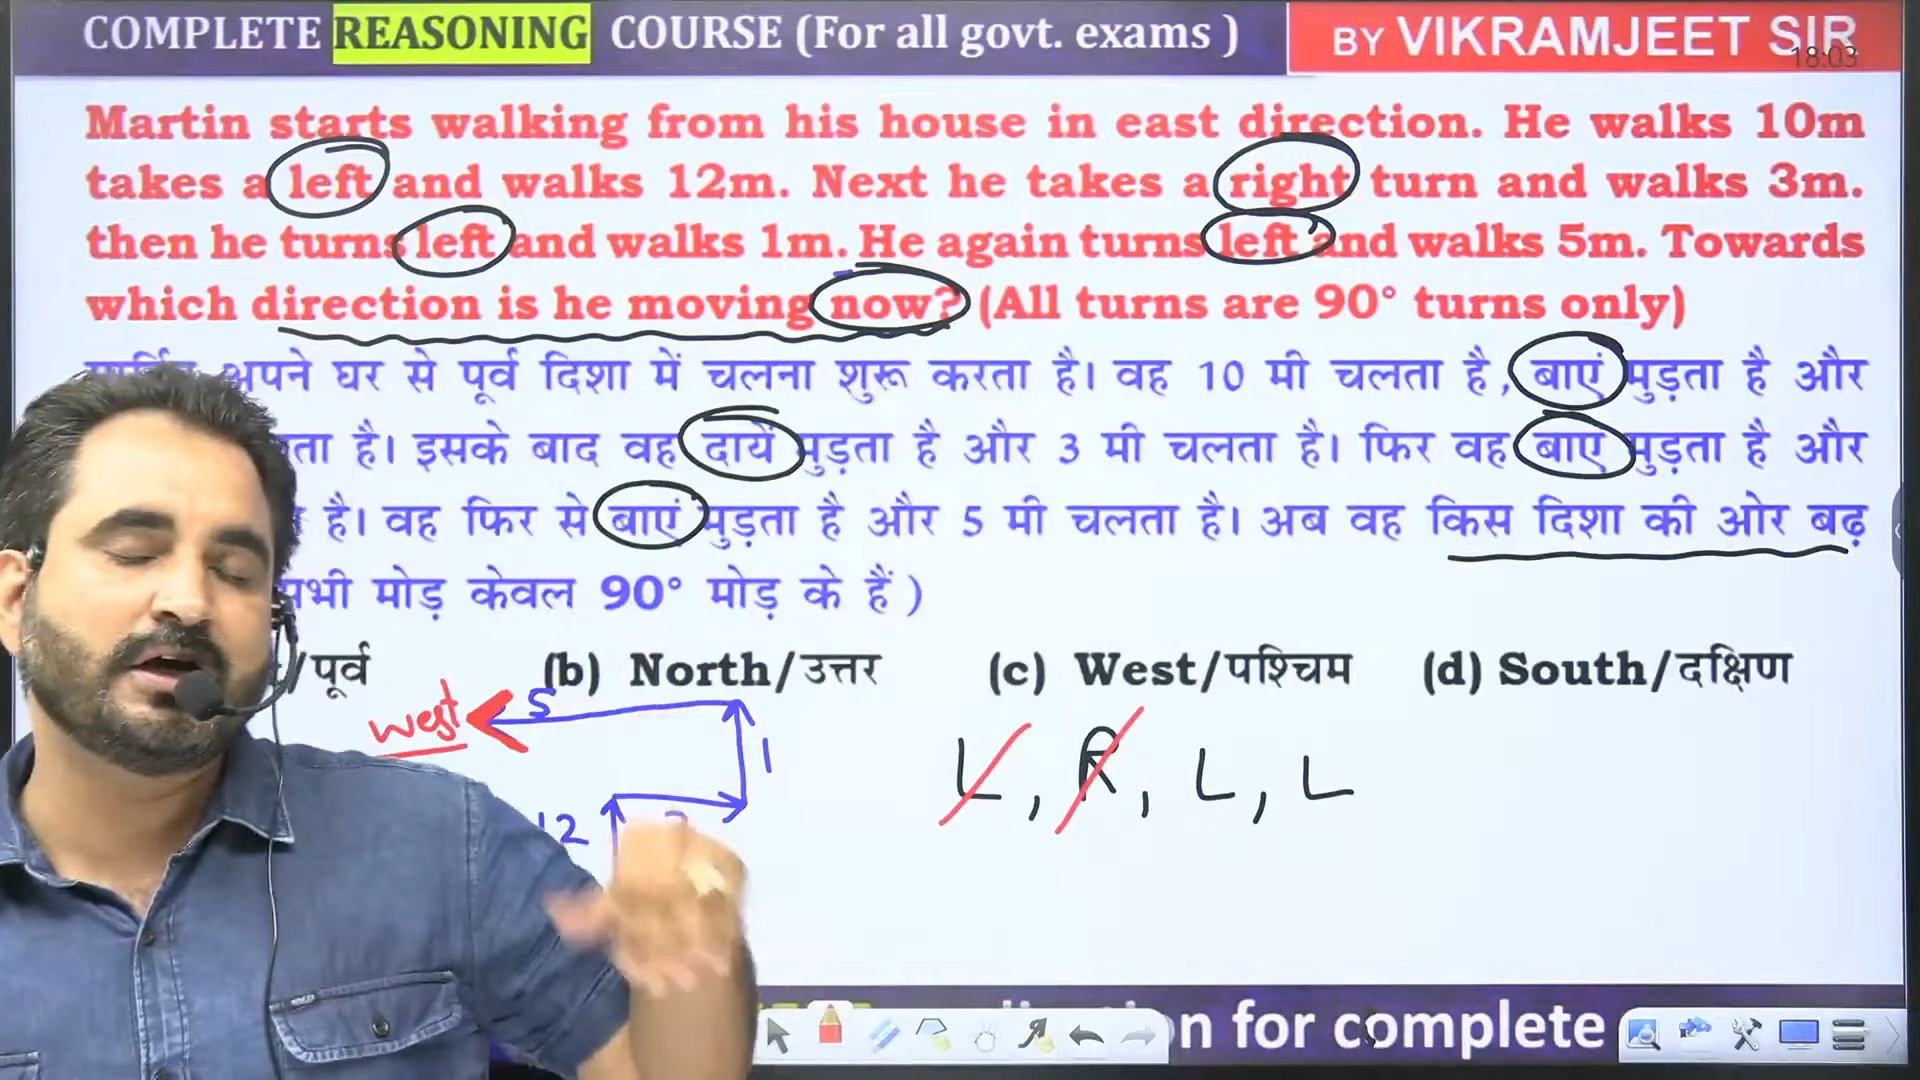 COMPLETE REASONING COURSE (For all govt. exams )
BY VIKRAMJEET SIR
18:03
Martin starts walking from his house in east direction. He walks 10m
takes a left and walks 12m. Next he takes a right turn and walks 3m.
then he turns left and walks 1m. He again turns left and walks 5m. Towards
which direction is he moving now? (All turns are 90° turns only)
अपने घर से पूर्व दिशा में चलना शुरू करता है। वह 10 मी चलता है, बाएं मुड़ता है और
है। इसके बाद वह दायें मुड़ता है और 3 मी चलता है। फिर वह बाएं मुड़ता है और
है। वह फिर से बाएं मुड़ता है और 5 मी चलता है। अब वह किस दिशा की ओर बढ़
मोड़ केवल 90° मोड़ के हैं )
/पूर्व (b) North/उत्तर (c) West/पश्चिम (d) South/दक्षिण
west 5
1
12
L, R, L, L
for complete